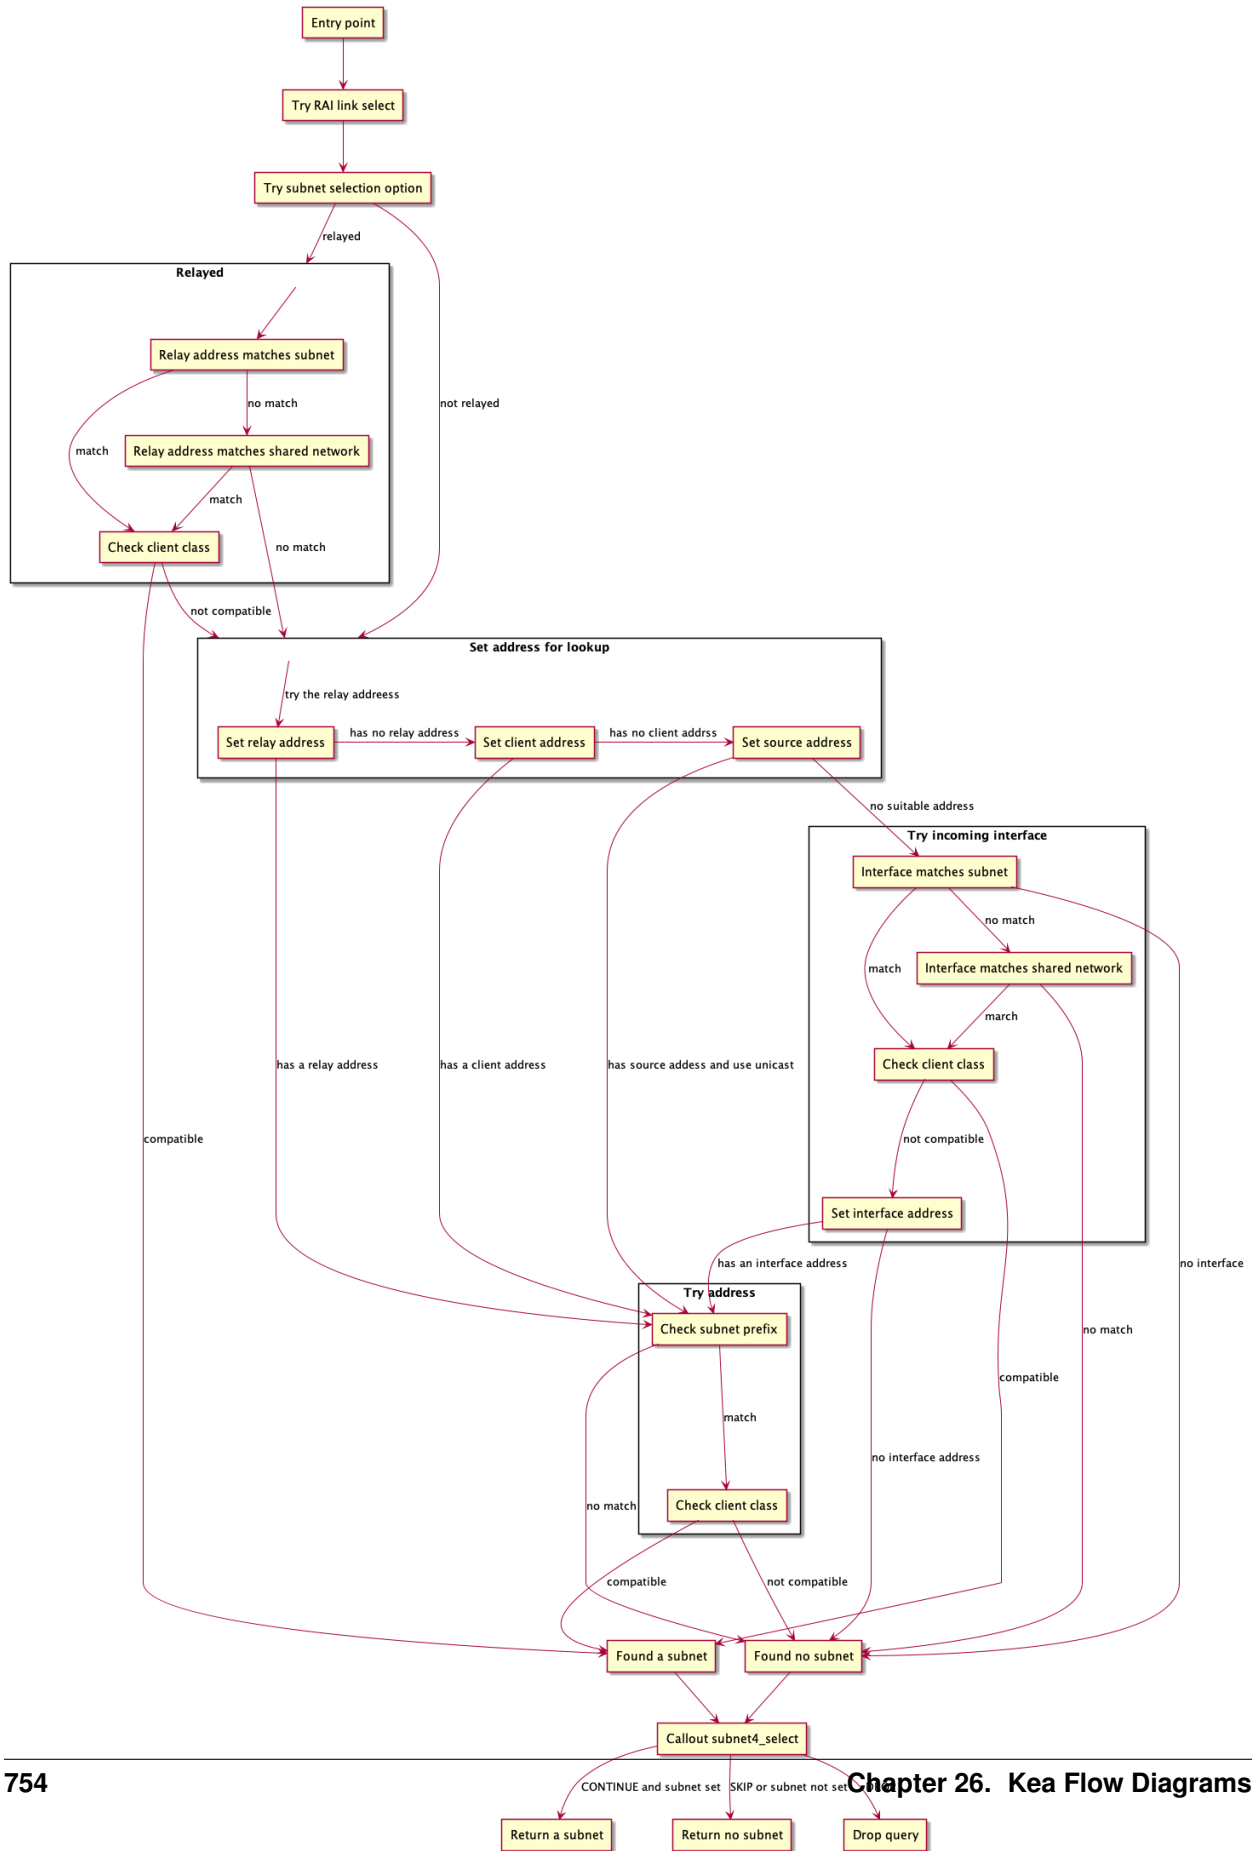 Entry point
Try RAI link select
Try subnet selection option
relayed
Relayed
Relay address matches subnet
no match
not relayed
match
Relay address matches shared network
match
Check client class
no match
not compatible
Set address for lookup
try the relay addreess
Set relay address
has no relay address
Set client address
has no client addrss
Set source address
no suitable address
Try incoming interface
Interface matches subnet
no match
match
Interface matches shared network
march
Check client class
has a relay address
has a client address
has source addess and use unicast
compatible
not compatible
Set interface address
has an interface address
no interface
Try address
Check subnet prefix
no match
compatible
match
no interface address
Check client class
no match
compatible
not compatible
Found a subnet
Found no subnet
Callout subnet4_select
754
CONTINUE and subnet set
SKIP or subnet not set
Chapter 26. Kea Flow Diagrams
Return a subnet
Return no subnet
Drop query